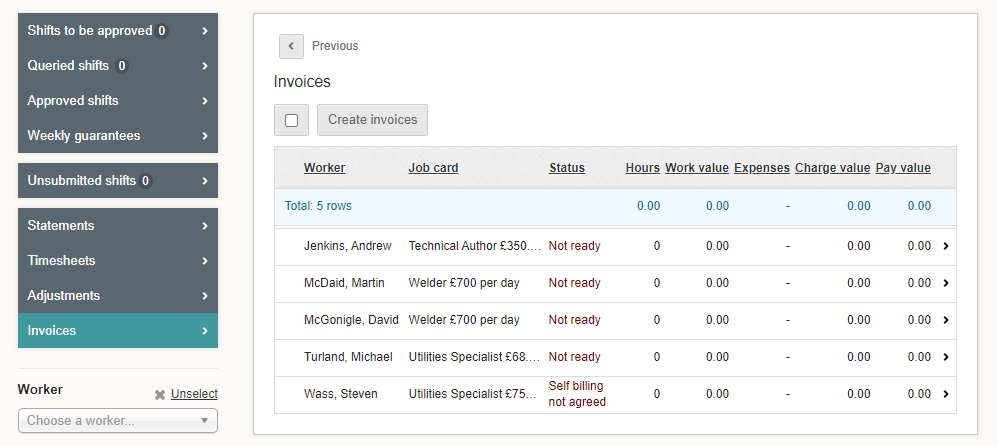 Shifts to be approved 0
Queried shifts 0
Approved shifts
Weekly guarantees
Unsubmitted shifts 0
Statements
Timesheets
Adjustments
Invoices
Worker Unselect
Choose a worker...
Previous
Invoices
Create invoices
Worker Job card Status Hours Work value Expenses Charge value Pay value
Total: 5 rows 0.00 0.00 - 0.00 0.00
Jenkins, Andrew Technical Author £350.... Not ready 0 0.00 - 0.00 0.00
McDaid, Martin Welder £700 per day Not ready 0 0.00 - 0.00 0.00
McGonigle, David Welder £700 per day Not ready 0 0.00 - 0.00 0.00
Turland, Michael Utilities Specialist £68.... Not ready 0 0.00 - 0.00 0.00
Wass, Steven Utilities Specialist £75... Self billing 0 0.00 - 0.00 0.00
not agreed